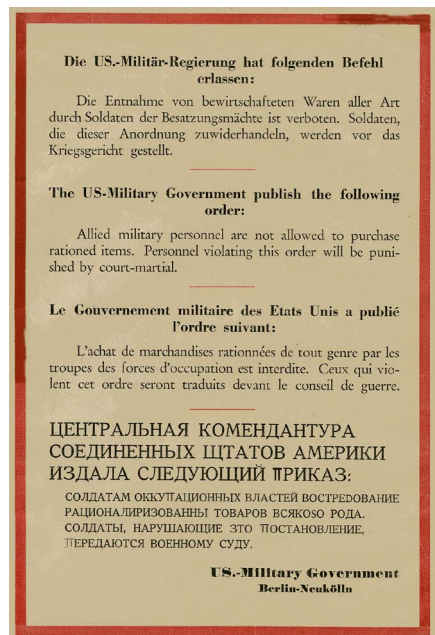 Die US.-Militär-Regierung hat folgenden Befehl
erlassen:
Die Entnahme von bewirtschafteten Waren aller Art
durch Soldaten der Besatzungsmächte ist verboten. Soldaten,
die dieser Anordnung zuwiderhandeln, werden vor das
Kriegsgericht gestellt.
The US-Military Government publish the following
order:
Allied military personnel are not allowed to purchase
rationed items. Personnel violating this order will be puni-
shed by court-martial.
Le Gouvernement militaire des Etats Unis a publié
l'ordre suivant:
L'achat de marchandises rationnées de tout genre par les
troupes des forces d'occupation est interdite. Ceux qui vio-
lent cet ordre seront traduits devant le conseil de guerre.
ЦЕНТРАЛЬНАЯ КОМЕНДАНТУРА
СОЕДИНЕННЫХ ЩТАТОВ АМЕРИКИ
ИЗДАЛА СЛЕДУЮЩИЙ ПРИКАЗ:
СОЛДАТАМ ОККУПАЦИОННЫХ ВЛАСТЕЙ ВОСТРЕДОВАНИЕ
РАЦИОНАЛИРИЗОВАННЫ ТОВАРОВ ВСЯКОSО РОДА.
СОЛДАТЫ, НАРУШАЮЩИЕ ЗТО ПОСТАНОВЛЕНИЕ,
ПЕРЕДАЮТСЯ ВОЕННОМУ СУДУ.
US.-Military Government
Berlin-Neukölln